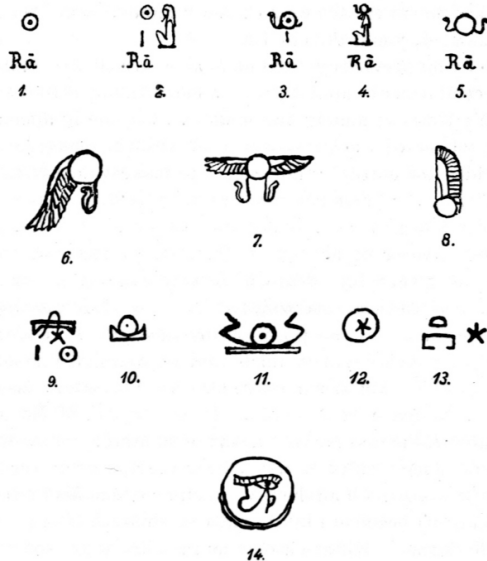 Rā Rā Rā Rā Rā
1. 2. 3. 4. 5.
6. 7. 8.
9. 10. 11. 12. 13.
14.